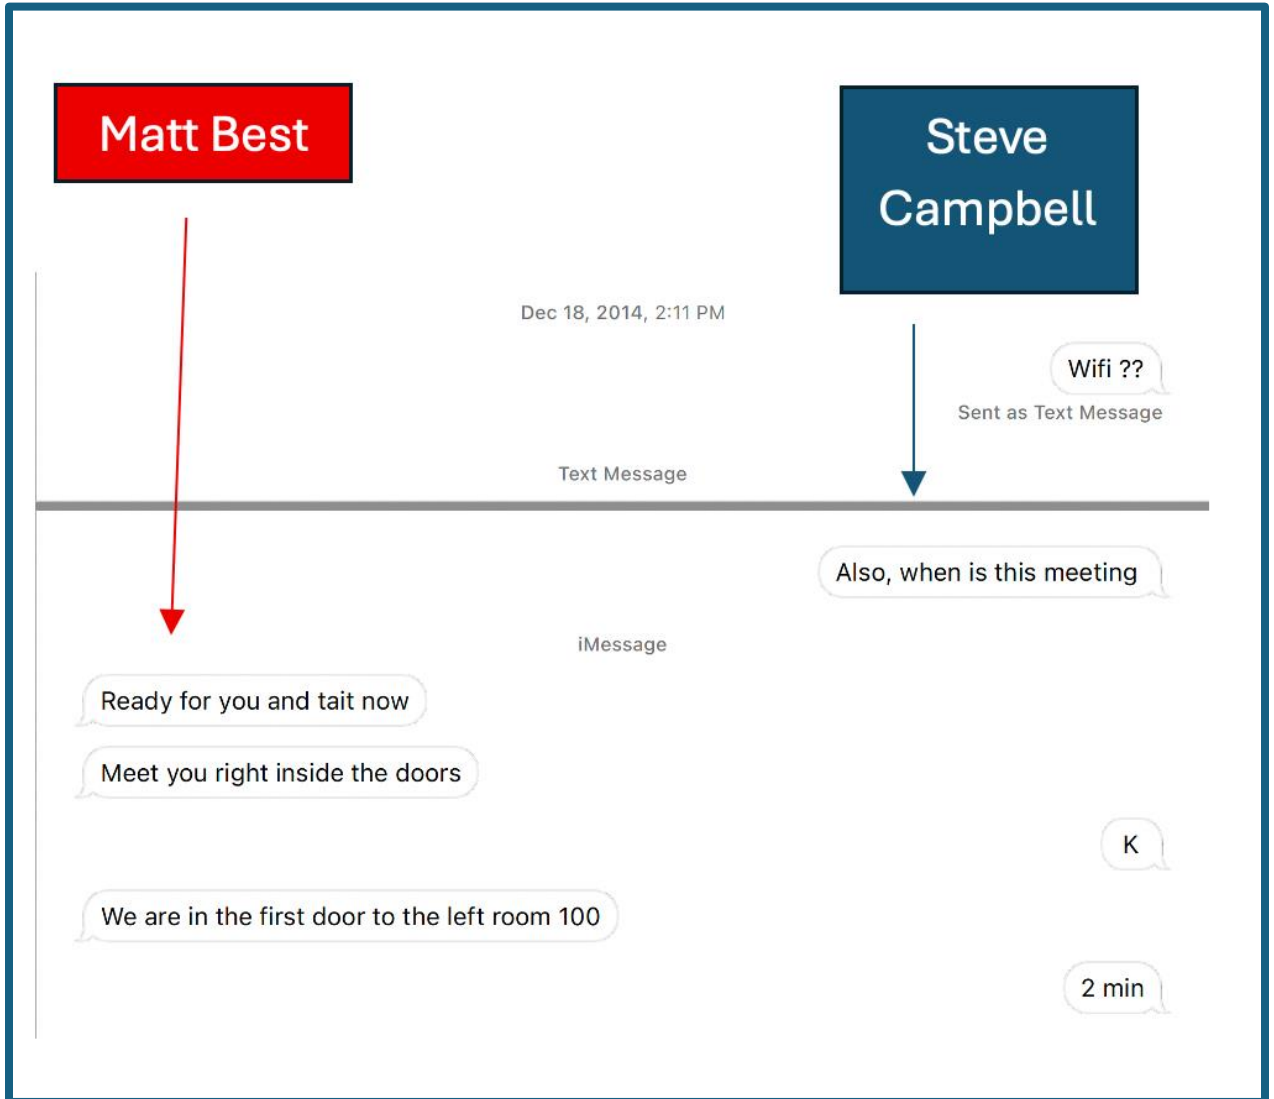 Matt Best
Steve
Campbell
Dec 18, 2014, 2:11 PM
Wifi ??
Sent as Text Message
Text Message
Also, when is this meeting
iMessage
Ready for you and tait now
Meet you right inside the doors
K
We are in the first door to the left room 100
2 min